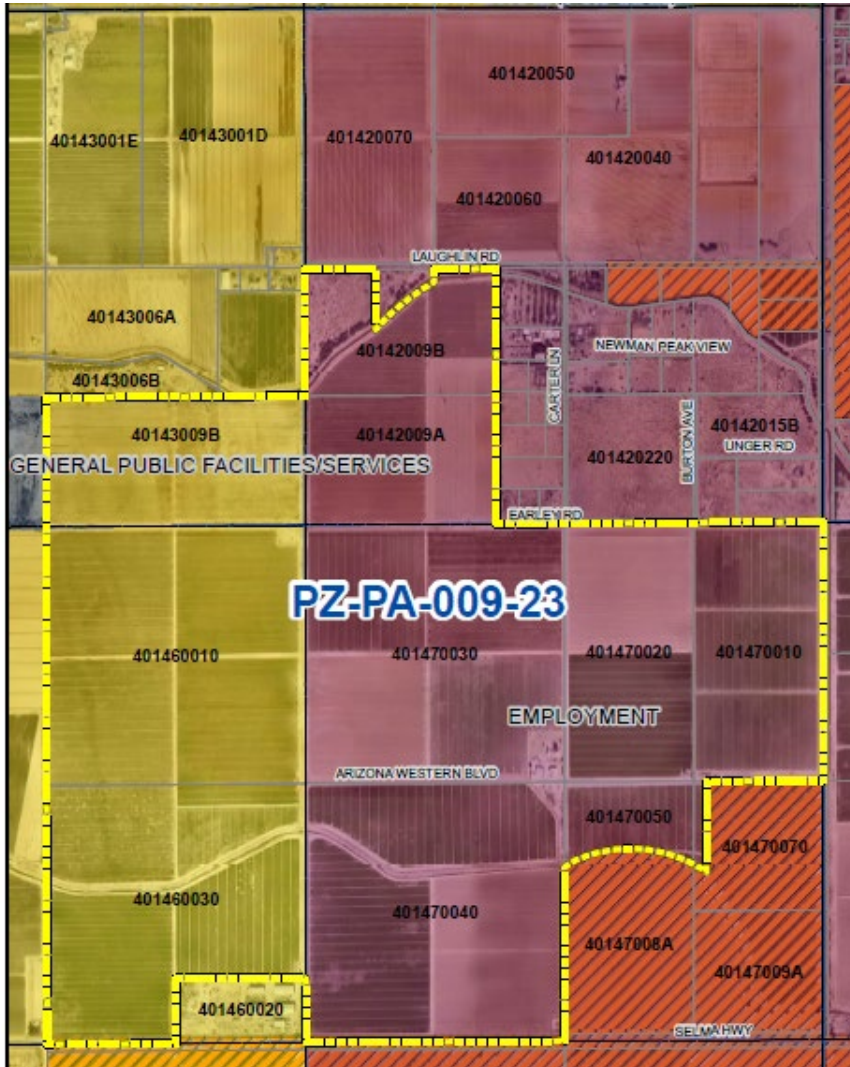 401420050
40143001E
40143001D
401420070
401420040
401420060
LAUGHLIN RD
40143006A
NEWMAN PEAK VIEW
40142009B
40143006B
CARTER LN
BURTON AVE
40142015B
40143009B
40142009A
UNGER RD
401420220
GENERAL PUBLIC FACILITIES/SERVICES
EARLEY RD
PZ-PA-009-23
401460010
401470030
401470020
401470010
EMPLOYMENT
ARIZONA WESTERN BLVD
401470050
401470070
401460030
401470040
40147008A
40147009A
401460020
SELMA HWY